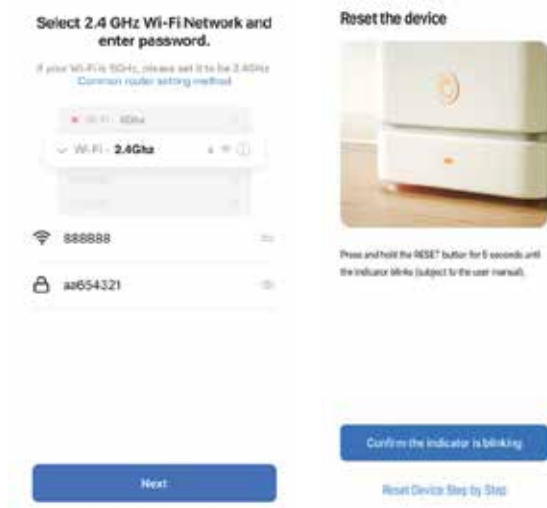 Select 2.4 GHz Wi-Fi Network and
enter password.
If your Wi-Fi is 5GHz, please set it to be 2.4GHz
Common router setting method
Wi-Fi - 5Ghz
Wi-Fi - 2.4Ghz
888888
aa654321
Next
Reset the device
Press and hold the RESET button for 5 seconds until
the indicator blinks (subject to the user manual).
Confirm the indicator is blinking
Reset Device Step by Step